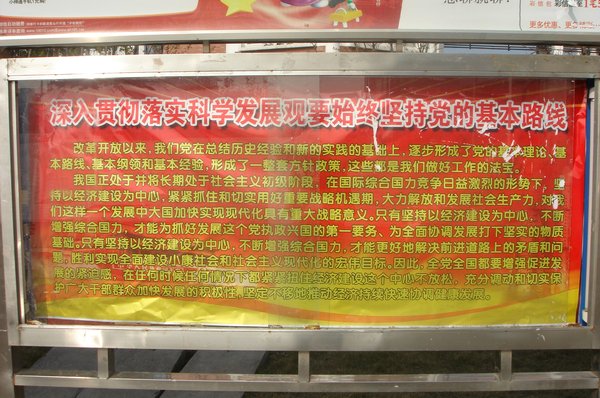 深入贯彻落实科学发展观要始终坚持党的基本路线
改革开放以来，我们党在总结历史经验和新的实践的基础上，逐步形成了党的基本理论、基
本路线、基本纲领和基本经验，形成了一整套方针政策，这些都是我们做好工作的法宝。
我国正处于并将长期处于社会主义初级阶段，在国际综合国力竞争日益激烈的形势下，坚
持以经济建设为中心，紧紧抓住和切实用好重要战略机遇期，大力解放和发展社会生产力，对我
们这样一个发展中大国加快实现现代化具有重大战略意义。只有坚持以经济建设为中心，不断
增强综合国力，才能为抓好发展这个党执政兴国的第一要务、为全面协调发展打下坚实的物质
基础。只有坚持以经济建设为中心，不断增强综合国力，才能更好地解决前进道路上的矛盾和问
题，胜利实现全面建设小康社会和社会主义现代化的宏伟目标。因此，全党全国都要增强促进发
展的紧迫感，在任何时候任何情况下都紧紧扭住经济建设这个中心不放松，充分调动和切实保
护广大干部群众加快发展的积极性，坚定不移地推动经济持续快速协调健康发展。